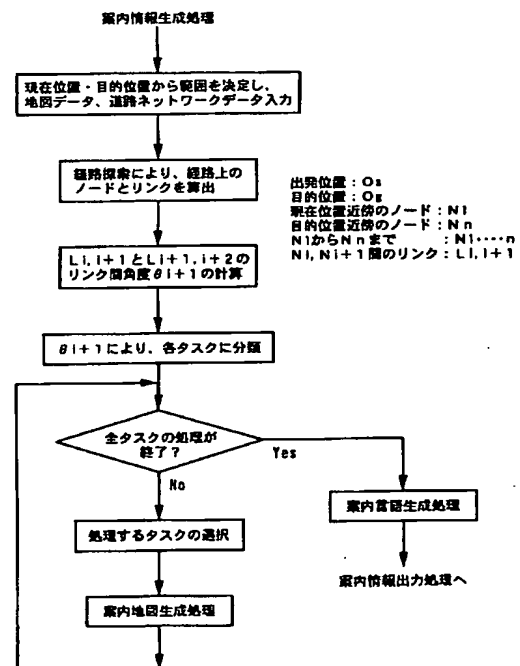 案内情報生成処理
現在位置・目的位置から範囲を決定し、
地図データ、道路ネットワークデータ入力
経路探索により、経路上の
ノードとリンクを算出
出発位置：Os
目的位置：Og
現在位置近傍のノード：N1
目的位置近傍のノード：Nn
N1からNnまで　　：N1・・・・n
Ni,Ni+1間のリンク：Li,i+1
Li,i+1とLi+1,i+2の
リンク間角度θi+1の計算
θi+1により、各タスクに分類
全タスクの処理が
終了？
Yes
No
案内言語生成処理
処理するタスクの選択
案内情報出力処理へ
案内地図生成処理